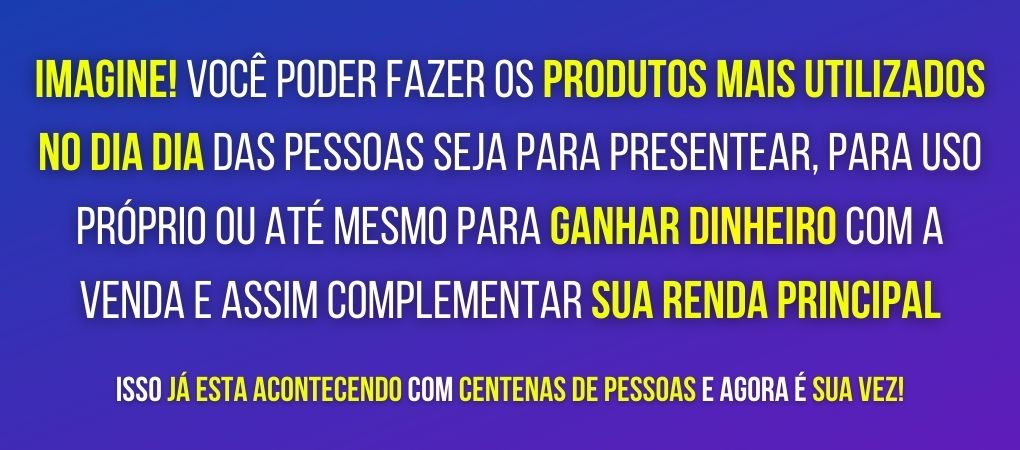 IMAGINE! VOCÊ PODER FAZER OS PRODUTOS MAIS UTILIZADOS
NO DIA DIA DAS PESSOAS SEJA PARA PRESENTEAR, PARA USO
PRÓPRIO OU ATÉ MESMO PARA GANHAR DINHEIRO COM A
VENDA E ASSIM COMPLEMENTAR SUA RENDA PRINCIPAL
ISSO JÁ ESTA ACONTECENDO COM CENTENAS DE PESSOAS E AGORA É SUA VEZ!